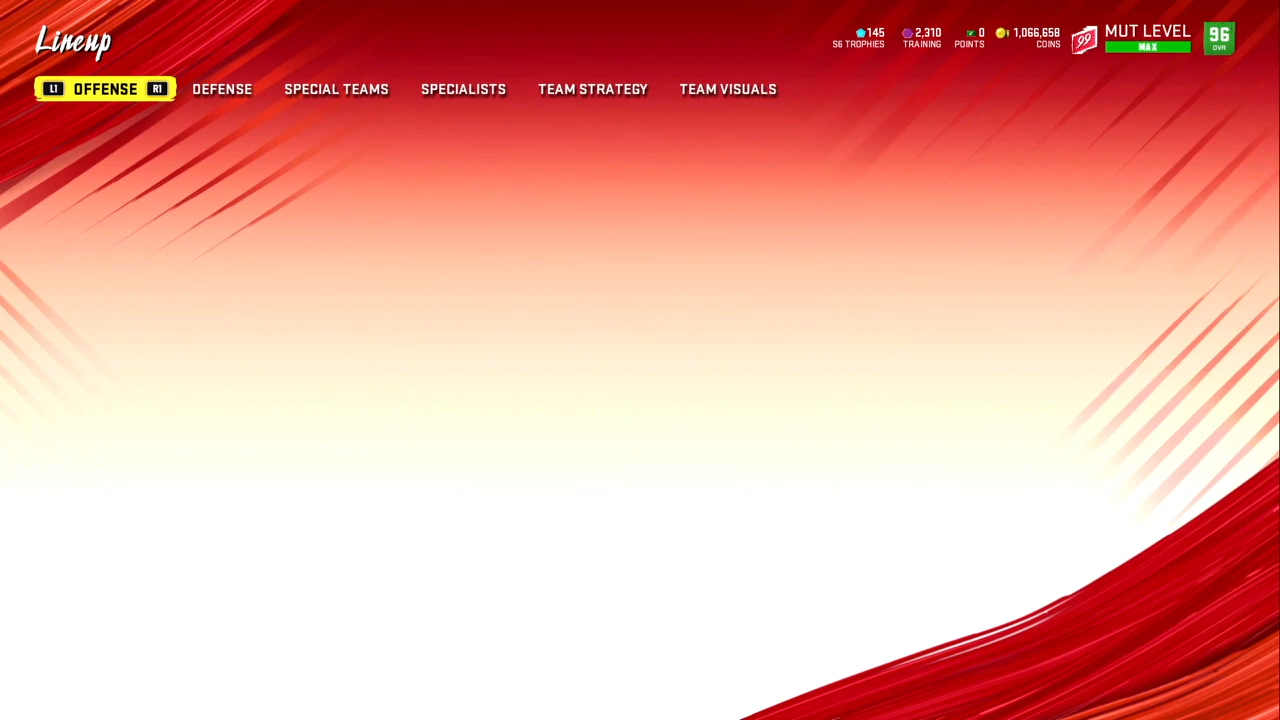 Lineup
145
S6 TROPHIES
2,310
TRAINING
0
POINTS
1,066,658
COINS
99
MUT LEVEL
MAX
96
OVR
L1 OFFENSE R1 DEFENSE SPECIAL TEAMS SPECIALISTS TEAM STRATEGY TEAM VISUALS